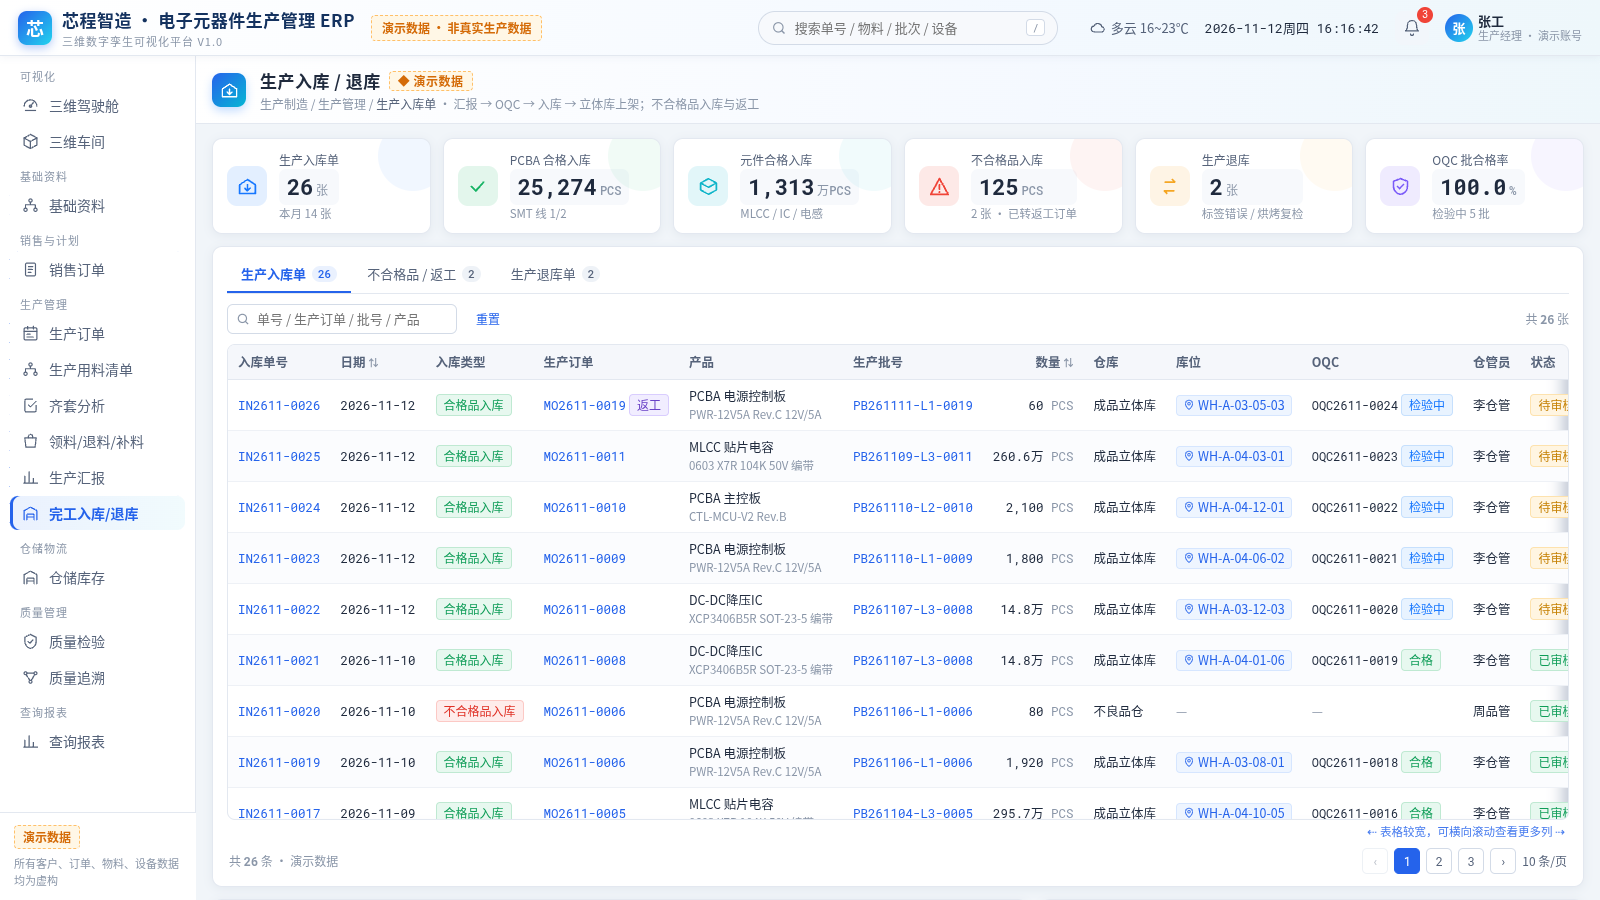 芯
芯程智造 · 电子元器件生产管理 ERP
三维数字孪生可视化平台 V1.0
演示数据 · 非真实生产数据
搜索单号 / 物料 / 批次 / 设备
/
多云 16~23℃
2026-11-12周四 16:16:42
3
张
张工
生产经理 · 演示账号
可视化
三维驾驶舱
三维车间
基础资料
基础资料
销售与计划
销售订单
生产管理
生产订单
生产用料清单
齐套分析
领料/退料/补料
生产汇报
完工入库/退库
仓储物流
仓储库存
质量管理
质量检验
质量追溯
查询报表
查询报表
演示数据
所有客户、订单、物料、设备数据
均为虚构
生产入库 / 退库
◆ 演示数据
生产制造 / 生产管理 / 生产入库单 · 汇报 → OQC → 入库 → 立体库上架；不合格品入库与返工
生产入库单
26 张
本月 14 张
PCBA 合格入库
25,274 PCS
SMT 线 1/2
元件合格入库
1,313 万PCS
MLCC / IC / 电感
不合格品入库
125 PCS
2 张 · 已转返工订单
生产退库
2 张
标签错误 / 烘烤复检
OQC 批合格率
100.0 %
检验中 5 批
生产入库单 26
不合格品 / 返工 2
生产退库单 2
单号 / 生产订单 / 批号 / 产品
重置
共 26 张
入库单号 日期 ⇅ 入库类型 生产订单 产品 生产批号 数量 ⇅ 仓库 库位 OQC 仓管员 状态
IN2611-0026 2026-11-12 合格品入库 MO2611-0019 返工 PCBA 电源控制板 PB261111-L1-0019 60 PCS 成品立体库 WH-A-03-05-03 OQC2611-0024 检验中 李仓管 待审
PWR-12V5A Rev.C 12V/5A
IN2611-0025 2026-11-12 合格品入库 MO2611-0011 MLCC 贴片电容 PB261109-L3-0011 260.6万 PCS 成品立体库 WH-A-04-03-01 OQC2611-0023 检验中 李仓管 待审
0603 X7R 104K 50V 编带
IN2611-0024 2026-11-12 合格品入库 MO2611-0010 PCBA 主控板 PB261110-L2-0010 2,100 PCS 成品立体库 WH-A-04-12-01 OQC2611-0022 检验中 李仓管 待审
CTL-MCU-V2 Rev.B
IN2611-0023 2026-11-12 合格品入库 MO2611-0009 PCBA 电源控制板 PB261110-L1-0009 1,800 PCS 成品立体库 WH-A-04-06-02 OQC2611-0021 检验中 李仓管 待审
PWR-12V5A Rev.C 12V/5A
IN2611-0022 2026-11-12 合格品入库 MO2611-0008 DC-DC降压IC PB261107-L3-0008 14.8万 PCS 成品立体库 WH-A-03-12-03 OQC2611-0020 检验中 李仓管 待审
XCP3406B5R SOT-23-5 编带
IN2611-0021 2026-11-10 合格品入库 MO2611-0008 DC-DC降压IC PB261107-L3-0008 14.8万 PCS 成品立体库 WH-A-04-01-06 OQC2611-0019 合格 李仓管 已审
XCP3406B5R SOT-23-5 编带
IN2611-0020 2026-11-10 不合格品入库 MO2611-0006 PCBA 电源控制板 PB261106-L1-0006 80 PCS 不良品仓 — — 周品管 已审
PWR-12V5A Rev.C 12V/5A
IN2611-0019 2026-11-10 合格品入库 MO2611-0006 PCBA 电源控制板 PB261106-L1-0006 1,920 PCS 成品立体库 WH-A-03-08-01 OQC2611-0018 合格 李仓管 已审
PWR-12V5A Rev.C 12V/5A
IN2611-0017 2026-11-09 合格品入库 MO2611-0005 MLCC 贴片电容 PB261104-L3-0005 295.7万 PCS 成品立体库 WH-A-04-10-05 OQC2611-0016 合格 李仓管 已审
⇠ 表格较宽，可横向滚动查看更多列 ⇢
共 26 条 · 演示数据
‹ 1 2 3 › 10 条/页